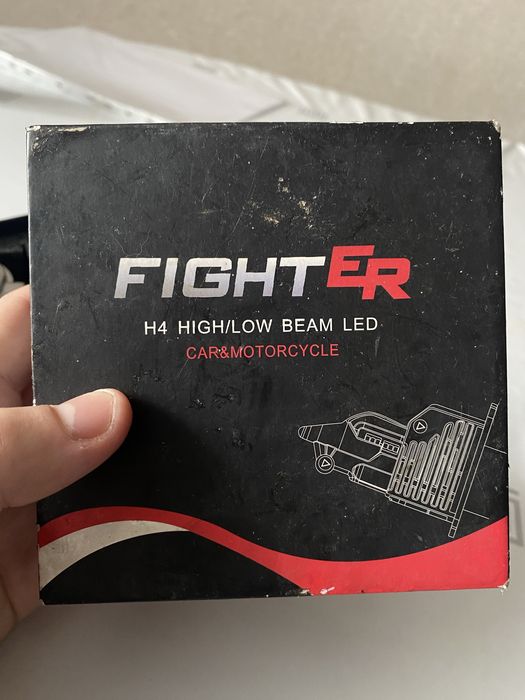 FIGHTER
H4 HIGH/LOW BEAM LED
CAR&MOTORCYCLE